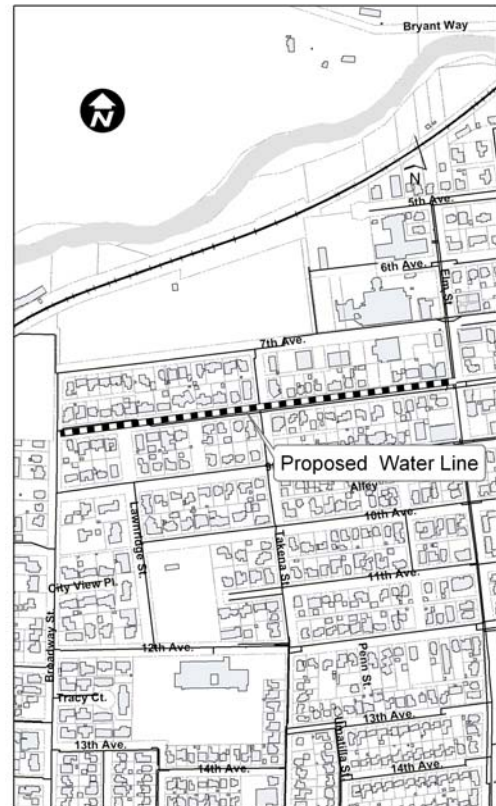 Bryant Way
N
N
5th Ave.
6th Ave.
Elm St.
7th Ave.
Proposed Water Line
9
Alley
Lawnridge St.
10th Ave.
Takena St.
11th Ave.
City View Pl.
Broadway St.
12th Ave.
Penn St.
Tracy Ct.
13th Ave.
Umatilla St.
13th Ave.
14th Ave.
14th Ave.